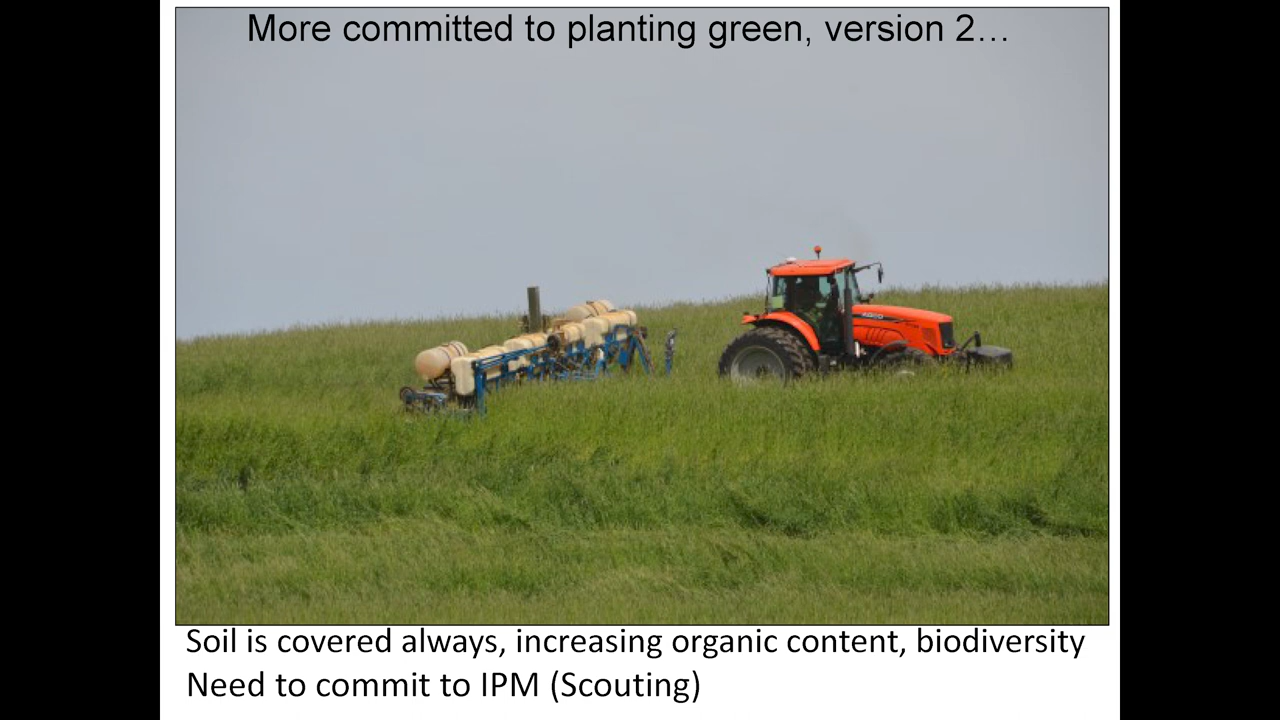 More committed to planting green, version 2…
AGCO
Soil is covered always, increasing organic content, biodiversity
Need to commit to IPM (Scouting)